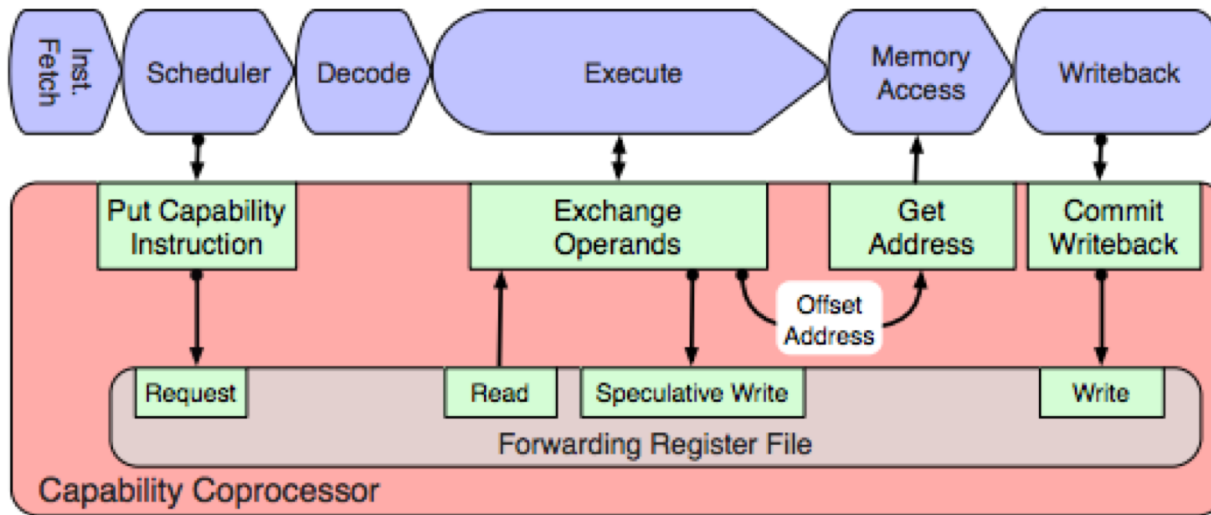 Inst.
Fetch
Scheduler
Decode
Execute
Memory
Access
Writeback
Put Capability
Instruction
Exchange
Operands
Get
Address
Commit
Writeback
Offset
Address
Request
Read
Speculative Write
Write
Forwarding Register File
Capability Coprocessor